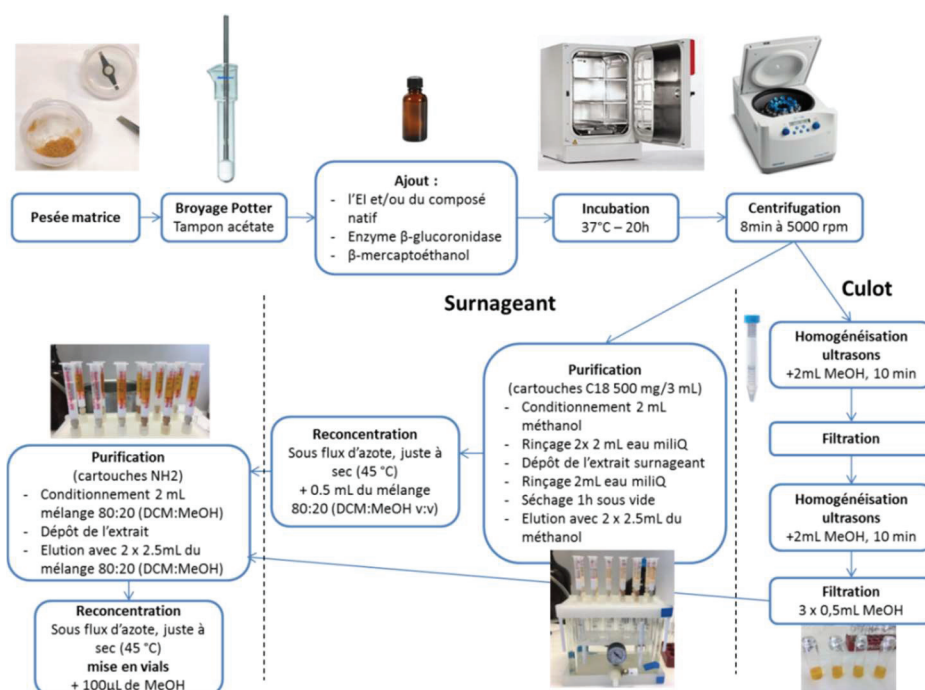 Pesée matrice
Broyage Potter
Tampon acétate
Ajout :
- l'EI et/ou du composé
natif
- Enzyme β-glucoronidase
- β-mercaptoéthanol
Incubation
37°C – 20h
Centrifugation
8min à 5000 rpm
Surnageant
Culot
Homogénéisation
ultrasons
+2mL MeOH, 10 min
Filtration
Homogénéisation
ultrasons
+2mL MeOH, 10 min
Filtration
3 x 0,5mL MeOH
Purification
(cartouches C18 500 mg/3 mL)
- Conditionnement 2 mL
méthanol
- Rinçage 2x 2 mL eau miliQ
- Dépôt de l'extrait surnageant
- Rinçage 2mL eau miliQ
- Séchage 1h sous vide
- Elution avec 2 x 2.5mL du
méthanol
Reconcentration
Sous flux d'azote, juste à
sec (45 °C)
+ 0.5 mL du mélange
80:20 (DCM:MeOH v:v)
Purification
(cartouches NH2)
- Conditionnement 2 mL
mélange 80:20 (DCM:MeOH)
- Dépôt de l'extrait
- Elution avec 2 x 2.5mL du
mélange 80:20 (DCM:MeOH)
Reconcentration
Sous flux d'azote, juste à
sec (45 °C)
mise en vials
+ 100µL de MeOH